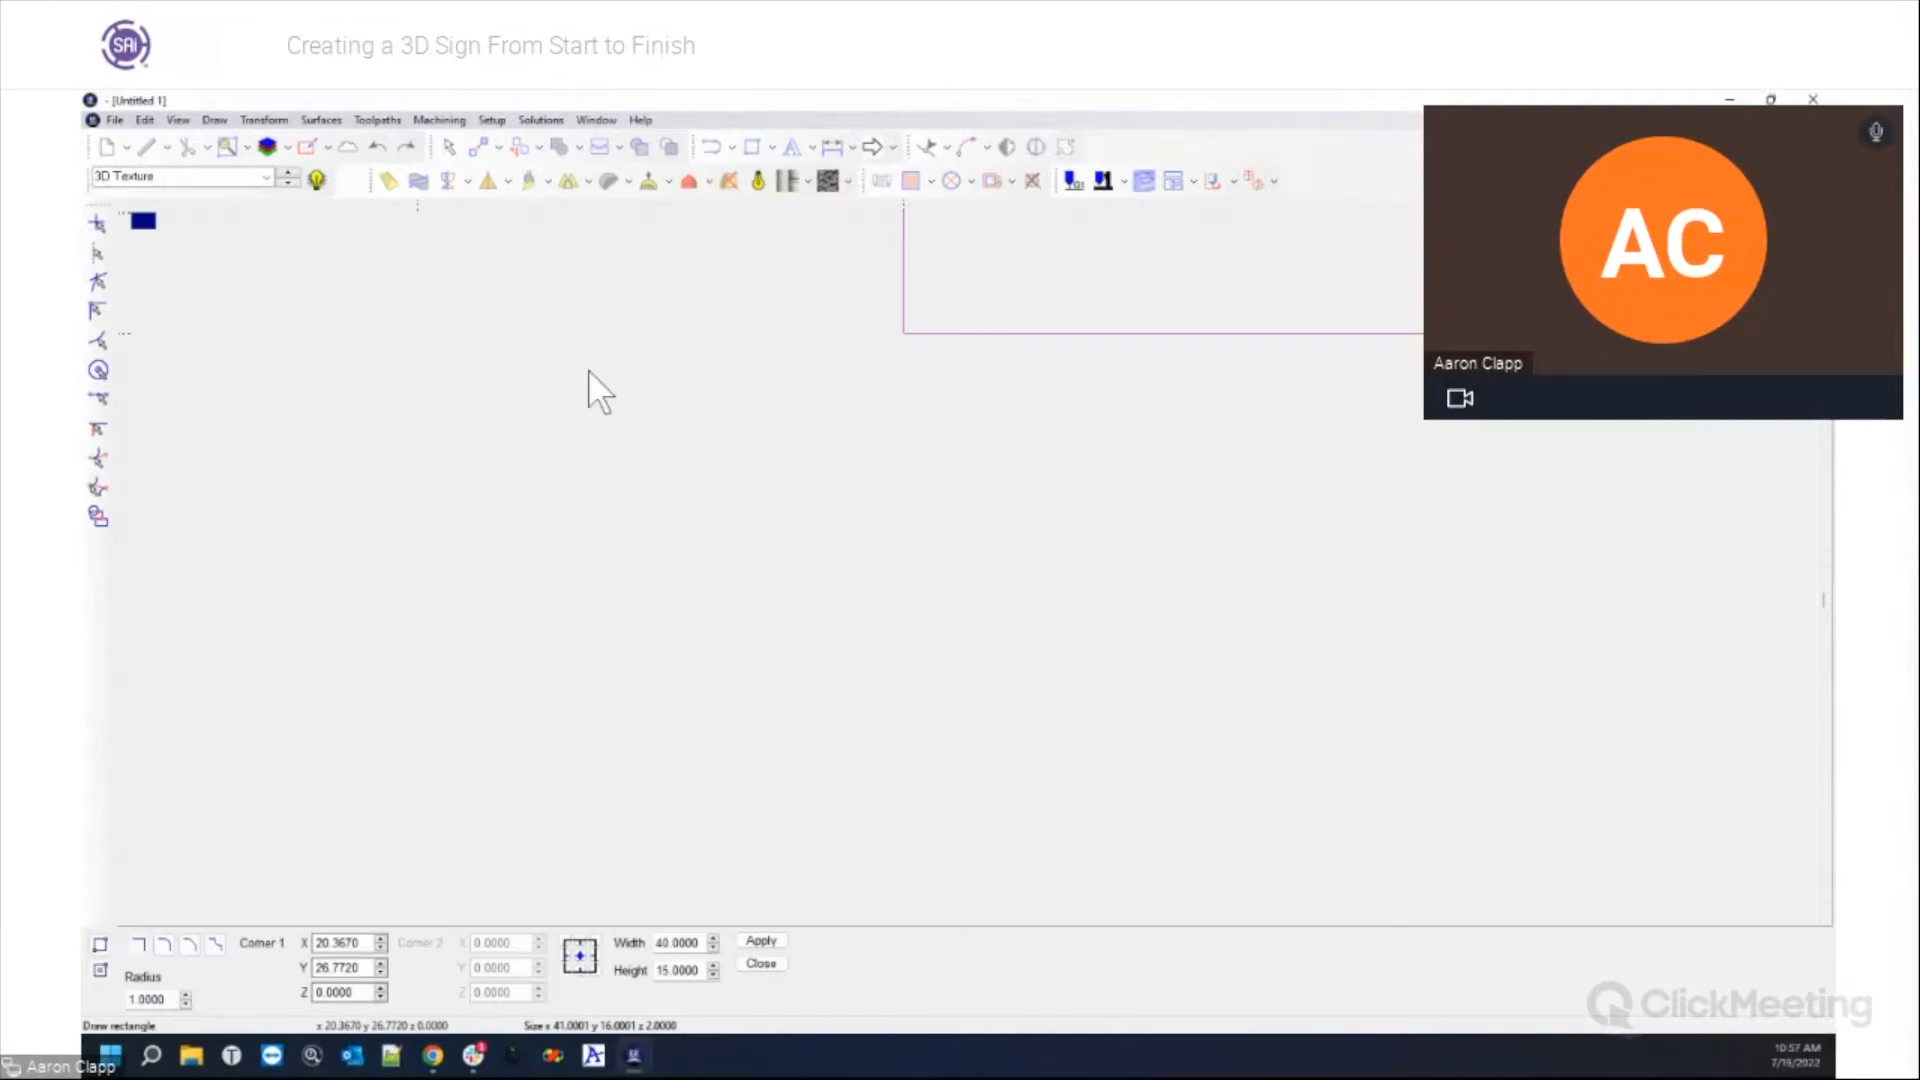 SAi
Creating a 3D Sign From Start to Finish
- [Untitled 1]
File Edit View Draw Transform Surfaces Toolpaths Machining Setup Solutions Window Help
3D Texture
AC
Aaron Clapp
Corner 1 X 20.3670 Corner 2 X 0.0000 Width 40.0000 Apply
Y 26.7720 Y 0.0000 Height 15.0000 Close
Radius
Z 0.0000 Z 0.0000
1.0000
ClickMeeting
Draw rectangle x 20.3670 y 26.7720 z 0.0000 Size x 41.0001 y 16.0001 z 2.0000
10:57 AM
7/19/2022
Aaron Clapp